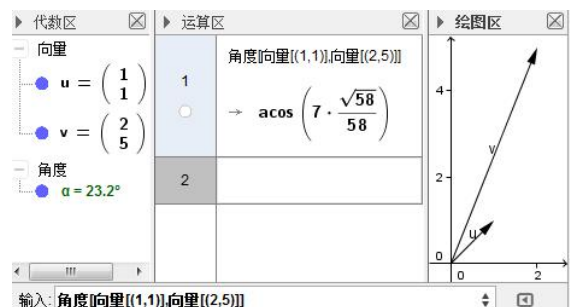 代数区
向量
u = (1 1)
v = (2 5)
角度
α = 23.2°
运算区
1
角度[向量[(1,1)],向量[(2,5)]]
→ acos (7 · √58/58)
2
绘图区
4
2
0
0
2
v
u
输入: 角度[向量[(1,1)],向量[(2,5)]]